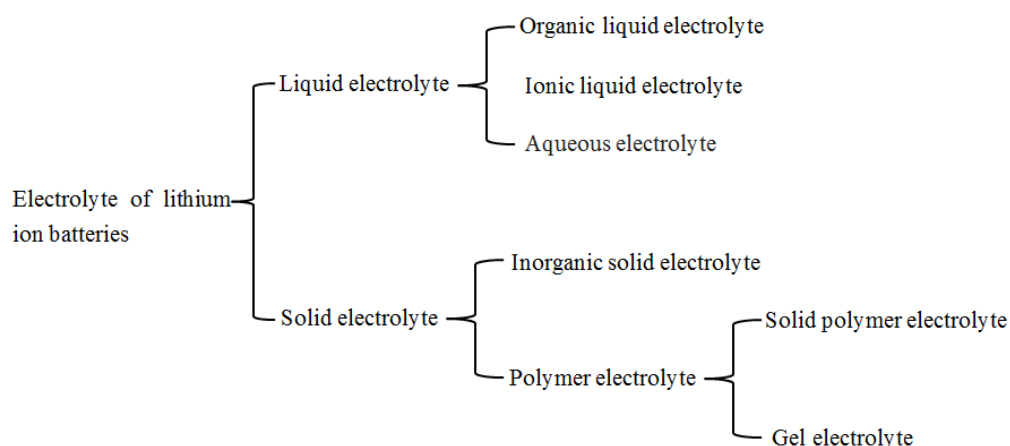 Organic liquid electrolyte
Liquid electrolyte
Ionic liquid electrolyte
Aqueous electrolyte
Electrolyte of lithium
ion batteries
Inorganic solid electrolyte
Solid electrolyte
Solid polymer electrolyte
Polymer electrolyte
Gel electrolyte